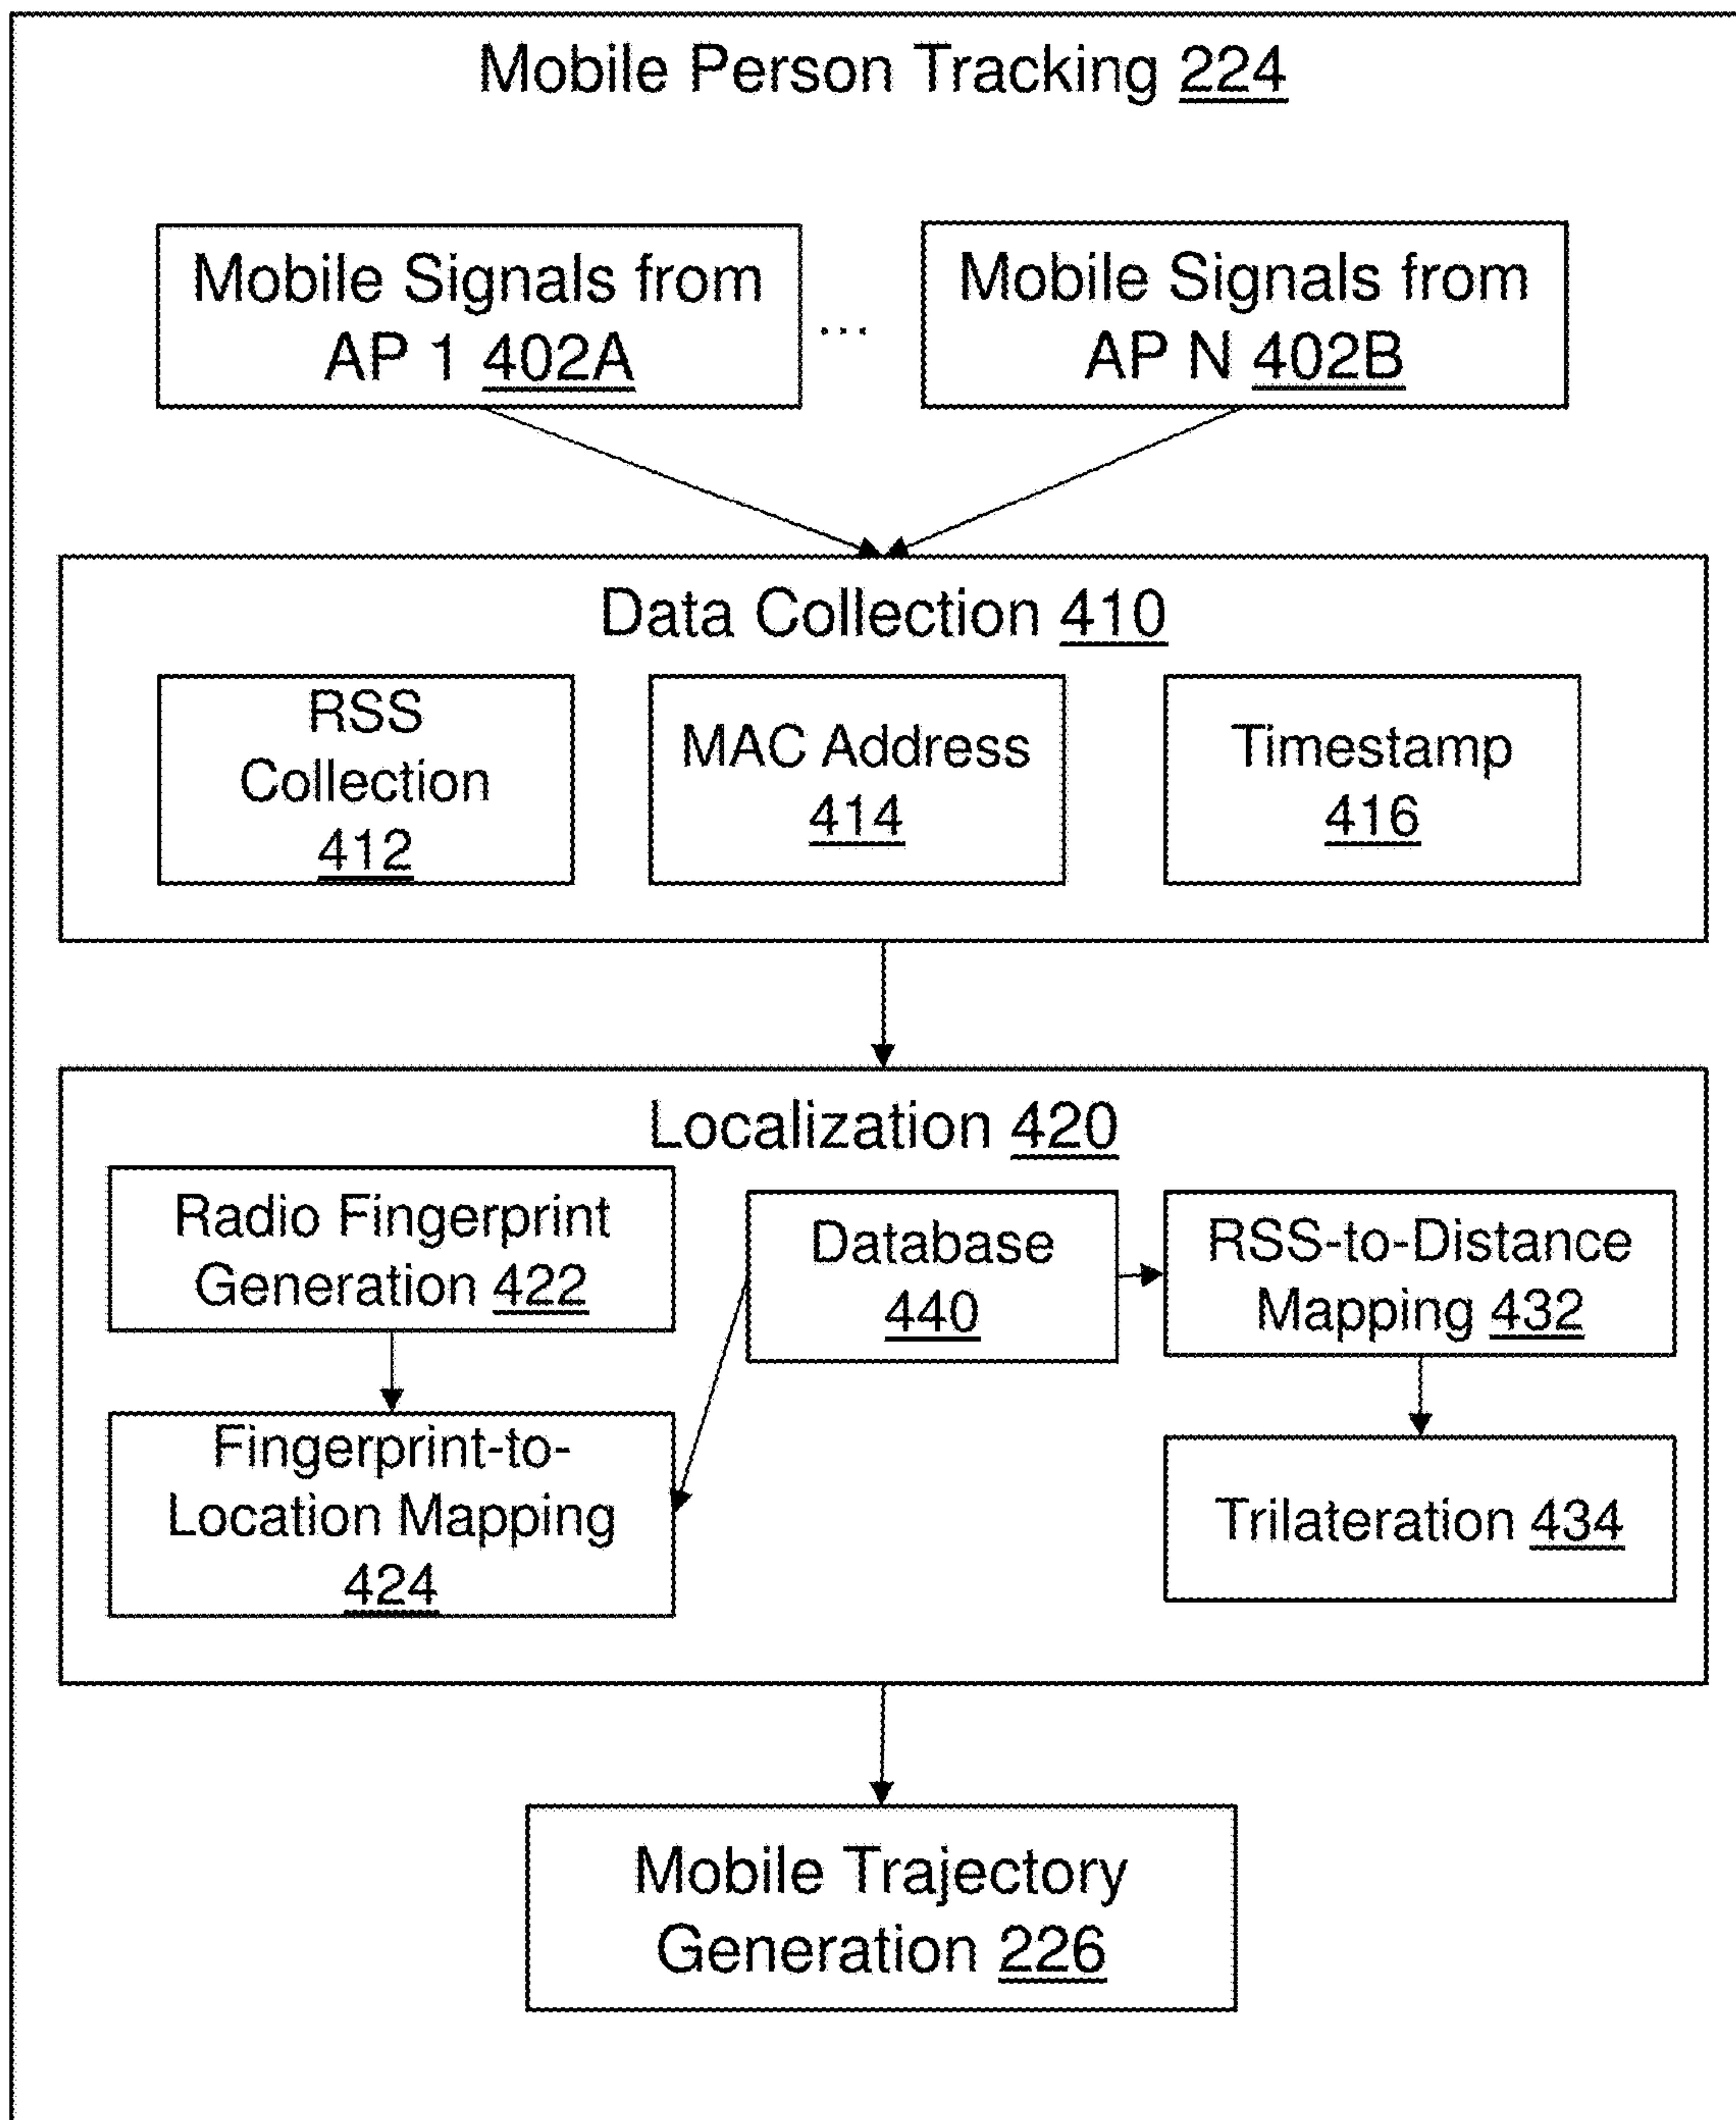 Mobile Person Tracking 224
Mobile Signals from
AP 1 402A
...
Mobile Signals from
AP N 402B
Data Collection 410
RSS
Collection
412
MAC Address
414
Timestamp
416
Localization 420
Radio Fingerprint
Generation 422
Database
440
RSS-to-Distance
Mapping 432
Fingerprint-to-
Location Mapping
424
Trilateration 434
Mobile Trajectory
Generation 226